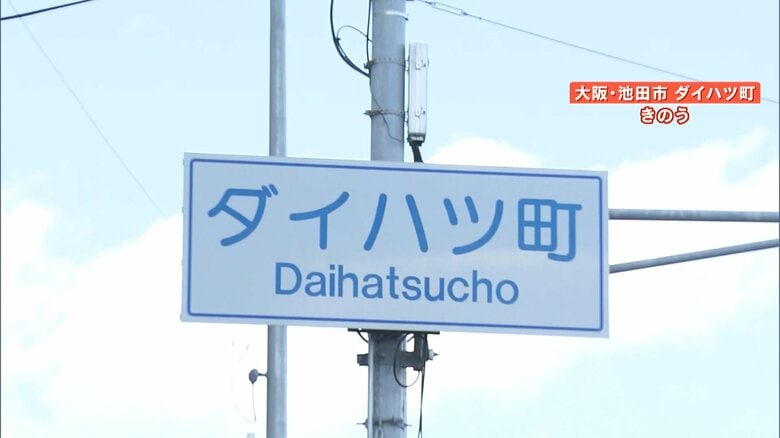 大阪・池田市 ダイハツ町
きのう
ダイハツ町
Daihatsucho